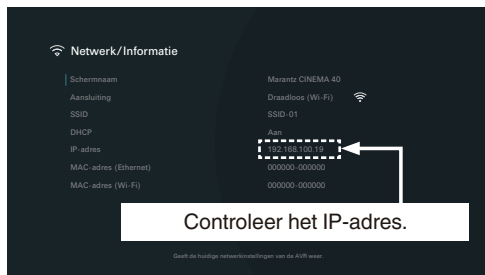 Netwerk/Informatie
Schermnaam Marantz CINEMA 40
Aansluiting Draadloos (Wi-Fi)
SSID SSID-01
DHCP Aan
IP-adres 192.168.100.19
MAC-adres (Ethernet) 000000-000000
MAC-adres (Wi-Fi) 000000-000000
Controleer het IP-adres.
Geeft de huidige netwerkinstellingen van de AVR weer.